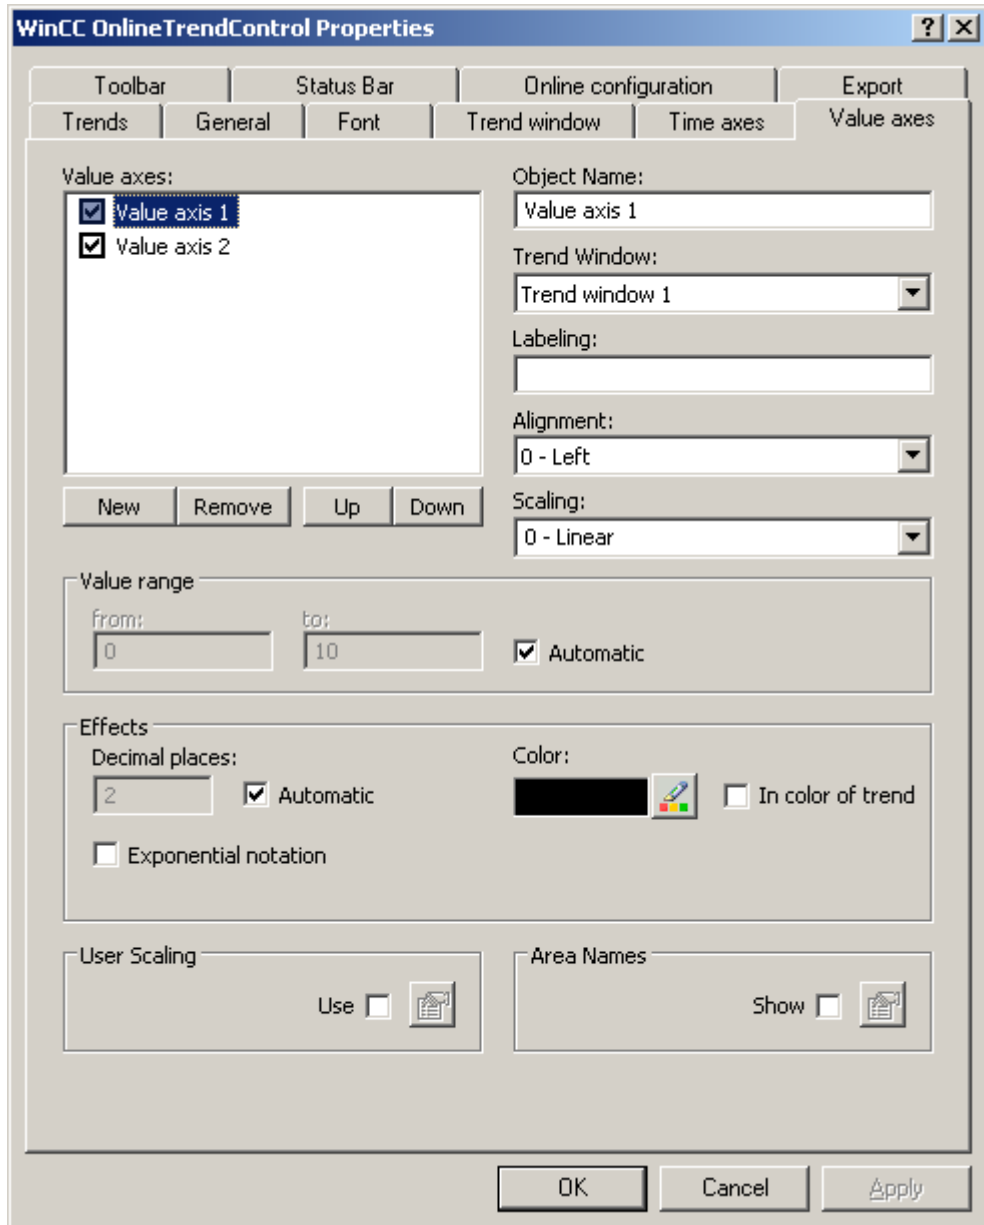 WinCC OnlineTrendControl Properties
Toolbar Status Bar Online configuration Export
Trends General Font Trend window Time axes Value axes
Value axes:
Value axis 1
Value axis 2
New Remove Up Down
Object Name:
Value axis 1
Trend Window:
Trend window 1
Labeling:
Alignment:
0 - Left
Scaling:
0 - Linear
Value range
from: to:
0 10 Automatic
Effects
Decimal places: Color:
2 Automatic In color of trend
Exponential notation
User Scaling
Use
Area Names
Show
OK Cancel Apply